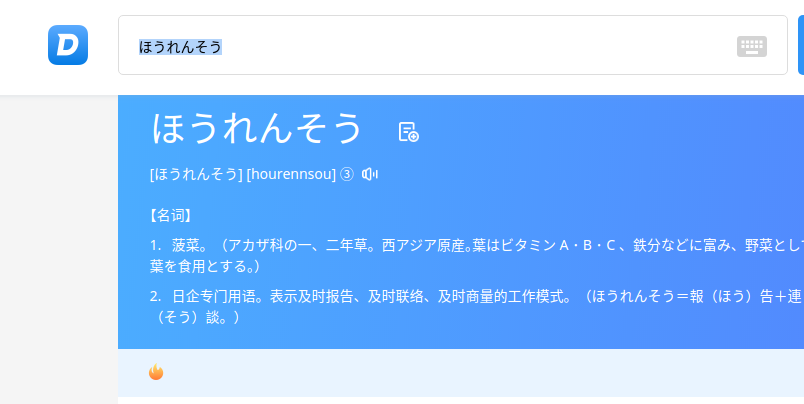 D
ほうれんそう
ほうれんそう
[ほうれんそう] [hourennsou] ③
【名词】
1. 菠菜。（アカザ科の一、二年草。西アジア原産｡葉はビタミン A・B・C 、鉄分などに富み、野菜として
葉を食用とする｡）
2. 日企专门用语。表示及时报告、及时联络、及时商量的工作模式。（ほうれんそう＝報（ほう）告＋連
（そう）談。）